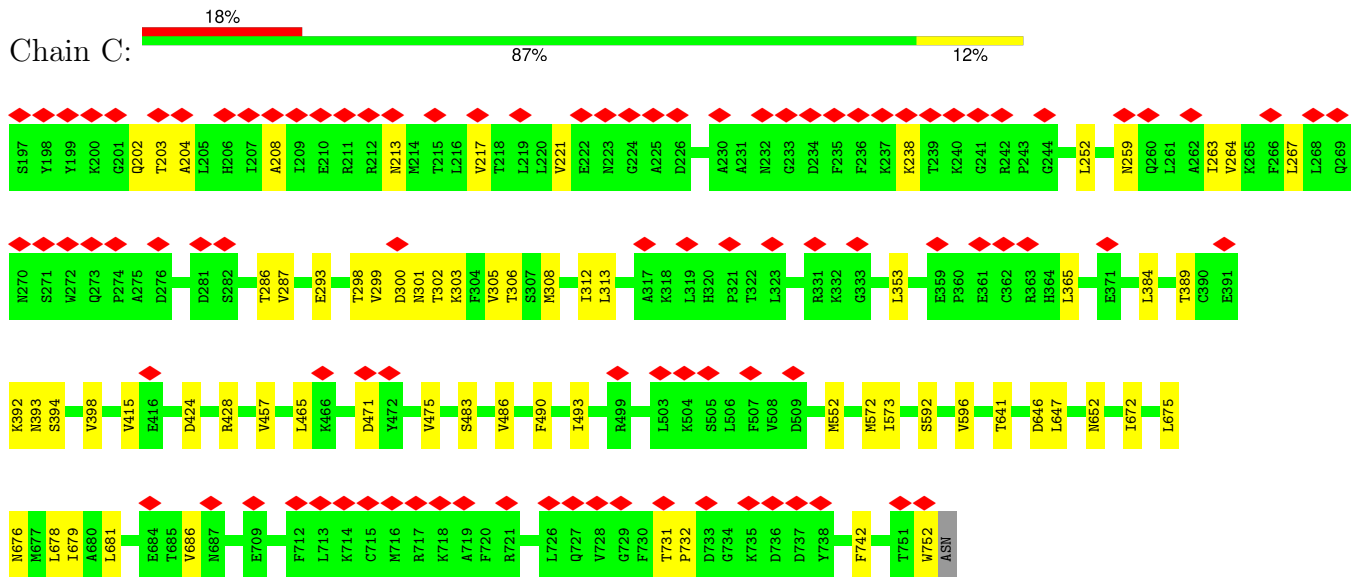 18%
Chain C:
87%
12%
S197 Y198 Y199 K200 G201 Q202 T203 A204 L205 H206 I207 A208 I209 E210 R211 R212 N213 M214 T215 L216 V217 T218 L219 L220 V221 E222 N223 G224 A225 D226 A230 A231 N232 G233 D234 F235 F236 K237 K238 T239 K240 G241 R242 P243 G244 L252 N259 Q260 L261 A262 I263 V264 K265 F266 L267 L268 Q269
N270 S271 W272 Q273 P274 A275 D276 D281 S282 T286 V287 E293 T298 V299 D300 N301 T302 K303 F304 V305 T306 S307 M308 I312 L313 A317 K318 L319 H320 P321 T322 L323 R331 K332 G333 L353 E359 P360 E361 C362 R363 H364 L365 E371 L384 T389 C390 E391
K392 N393 S394 V398 V415 E416 D424 R428 V457 L465 K466 D471 Y472 V475 S483 V486 F490 I493 R499 L503 K504 S505 L506 F507 V508 D509 M552 M572 I573 S592 V596 T641 D646 L647 N652 I672 L675
N676 M677 L678 I679 A680 L681 E684 T685 V686 N687 E709 F712 L713 K714 C715 M716 R717 K718 A719 F720 R721 L726 Q727 V728 G729 F730 T731 P732 D733 G734 K735 D736 D737 Y738 F742 T751 W752 ASN